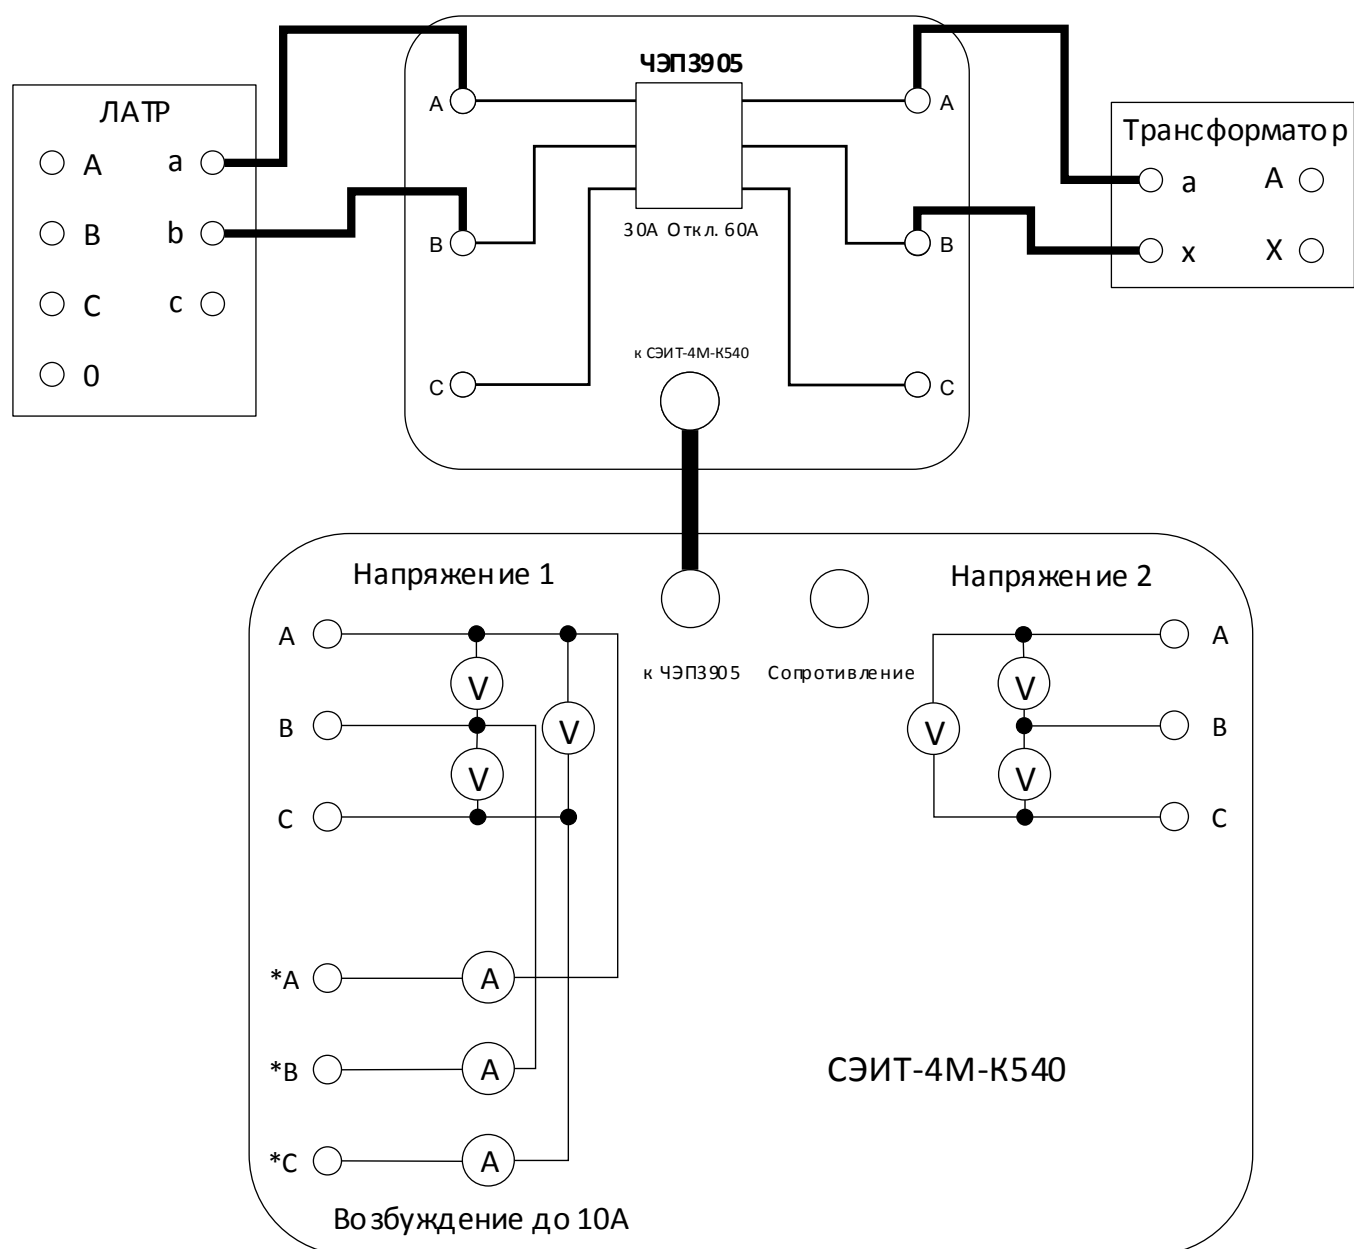 ЧЭП3905
ЛАТР
A a
B b
C c
0
A A
B B
C C
30А Откл. 60А
к СЭИТ-4М-К540
Трансформатор
a A
x X
Напряжение 1
Напряжение 2
A
B
C
V
V
V
к ЧЭП3905
Сопротивление
V
V
V
A
B
C
*A A
*B A
*C A
Возбуждение до 10А
СЭИТ-4М-К540